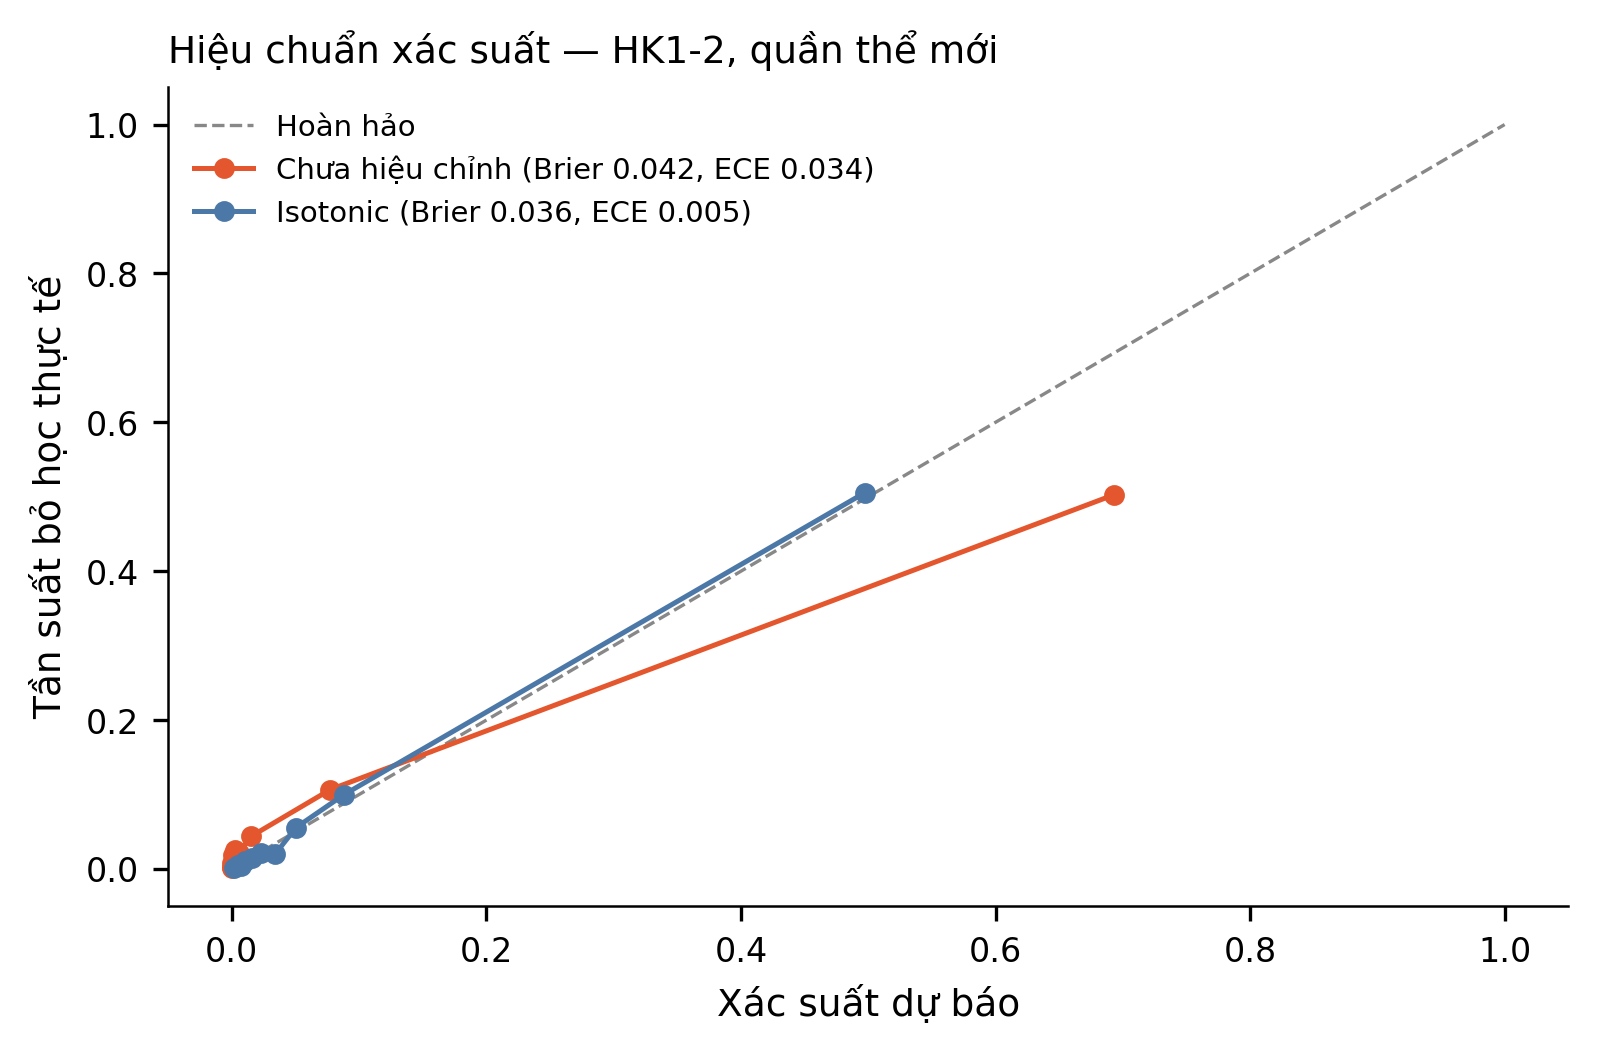 Hiệu chuẩn xác suất — HK1-2, quần thể mới
Hoàn hảo
Chưa hiệu chỉnh (Brier 0.042, ECE 0.034)
Isotonic (Brier 0.036, ECE 0.005)
Tần suất bỏ học thực tế
1.0
0.8
0.6
0.4
0.2
0.0
0.0 0.2 0.4 0.6 0.8 1.0
Xác suất dự báo